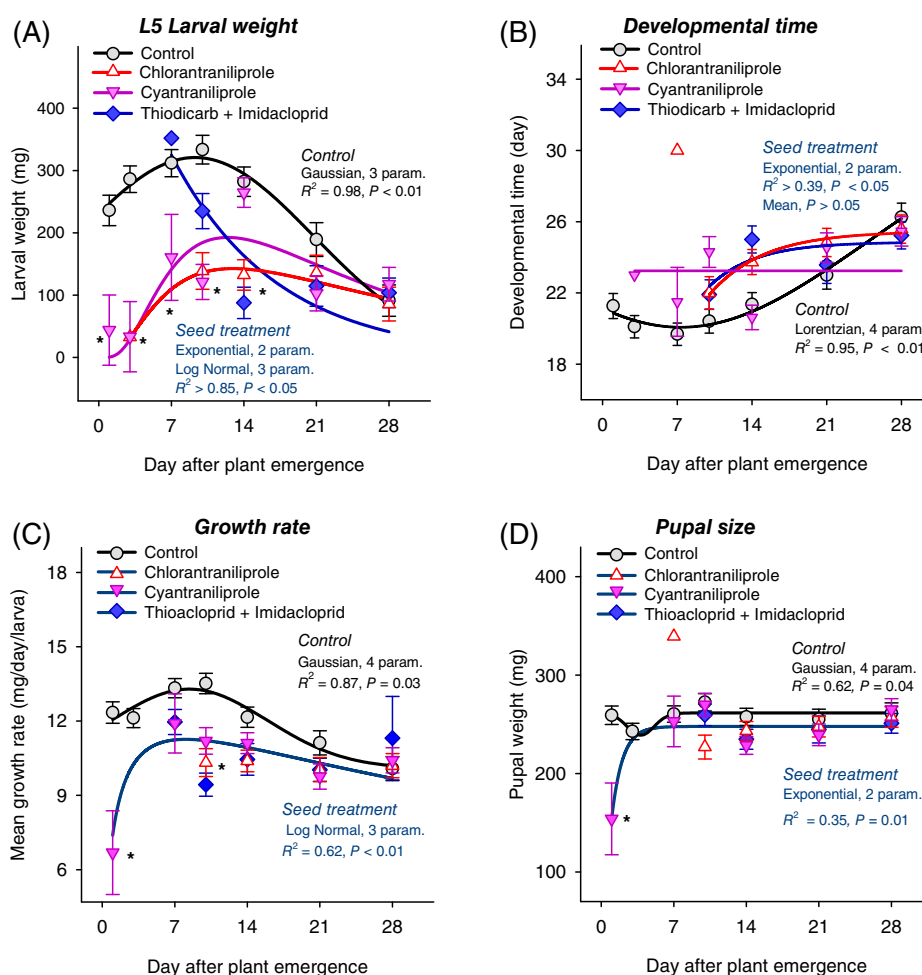 (A)
L5 Larval weight
Control
Chlorantraniliprole
Cyantraniliprole
Thiodicarb + Imidacloprid
Larval weight (mg)
400
300
200
100
0
Control
Gaussian, 3 param.
R² = 0.98, P < 0.01
*
*
*
*
*
Seed treatment
Exponential, 2 param.
Log Normal, 3 param.
R² > 0.85, P < 0.05
0 7 14 21 28
Day after plant emergence
(B)
Developmental time
Control
Chlorantraniliprole
Cyantraniliprole
Thiodicarb + Imidacloprid
Developmental time (day)
34
30
26
22
18
Seed treatment
Exponential, 2 param.
R² > 0.39, P < 0.05
Mean, P > 0.05
Control
Lorentzian, 4 param.
R² = 0.95, P < 0.01
0 7 14 21 28
Day after plant emergence
(C)
Growth rate
Control
Chlorantraniliprole
Cyantraniliprole
Thioacloprid + Imidacloprid
Mean growth rate (mg/day/larva)
18
15
12
9
6
Control
Gaussian, 4 param.
R² = 0.87, P = 0.03
*
*
Seed treatment
Log Normal, 3 param.
R² = 0.62, P < 0.01
0 7 14 21 28
Day after plant emergence
(D)
Pupal size
Control
Chlorantraniliprole
Cyantraniliprole
Thioacloprid + Imidacloprid
Pupal weight (mg)
400
300
200
100
Control
Gaussian, 4 param.
R² = 0.62, P = 0.04
*
Seed treatment
Exponential, 2 param.
R² = 0.35, P = 0.01
0 7 14 21 28
Day after plant emergence